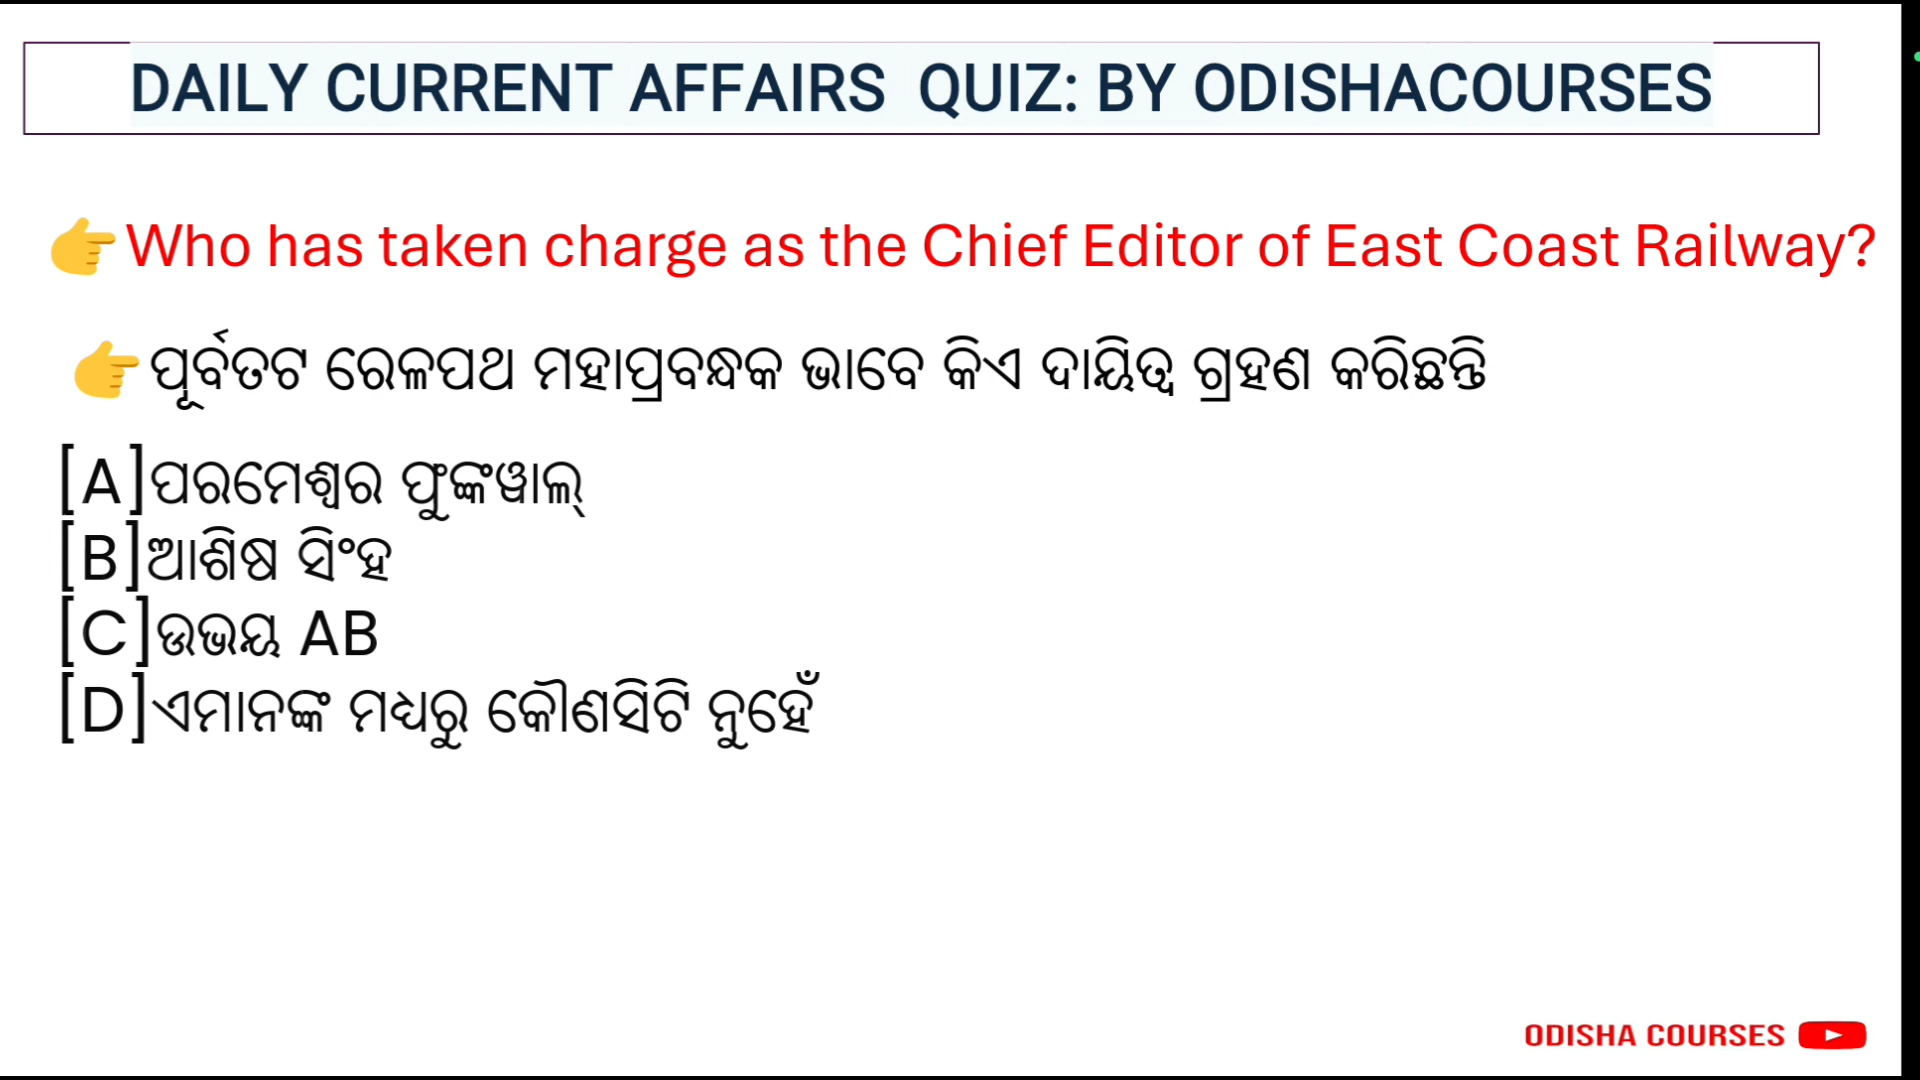 DAILY CURRENT AFFAIRS QUIZ: BY ODISHACOURSES
👉Who has taken charge as the Chief Editor of East Coast Railway?
👉ପୂର୍ବତଟ ରେଳପଥ ମହାପ୍ରବନ୍ଧକ ଭାବେ କିଏ ଦାୟିତ୍ୱ ଗ୍ରହଣ କରିଛନ୍ତି
[A]ପରମେଶ୍ୱର ଫୁଙ୍କୱାଲ୍
[B]ଆଶିଷ ସିଂହ
[C]ଉଭୟ AB
[D]ଏମାନଙ୍କ ମଧ୍ୟରୁ କୌଣସିଟି ନୁହେଁ
ODISHA COURSES